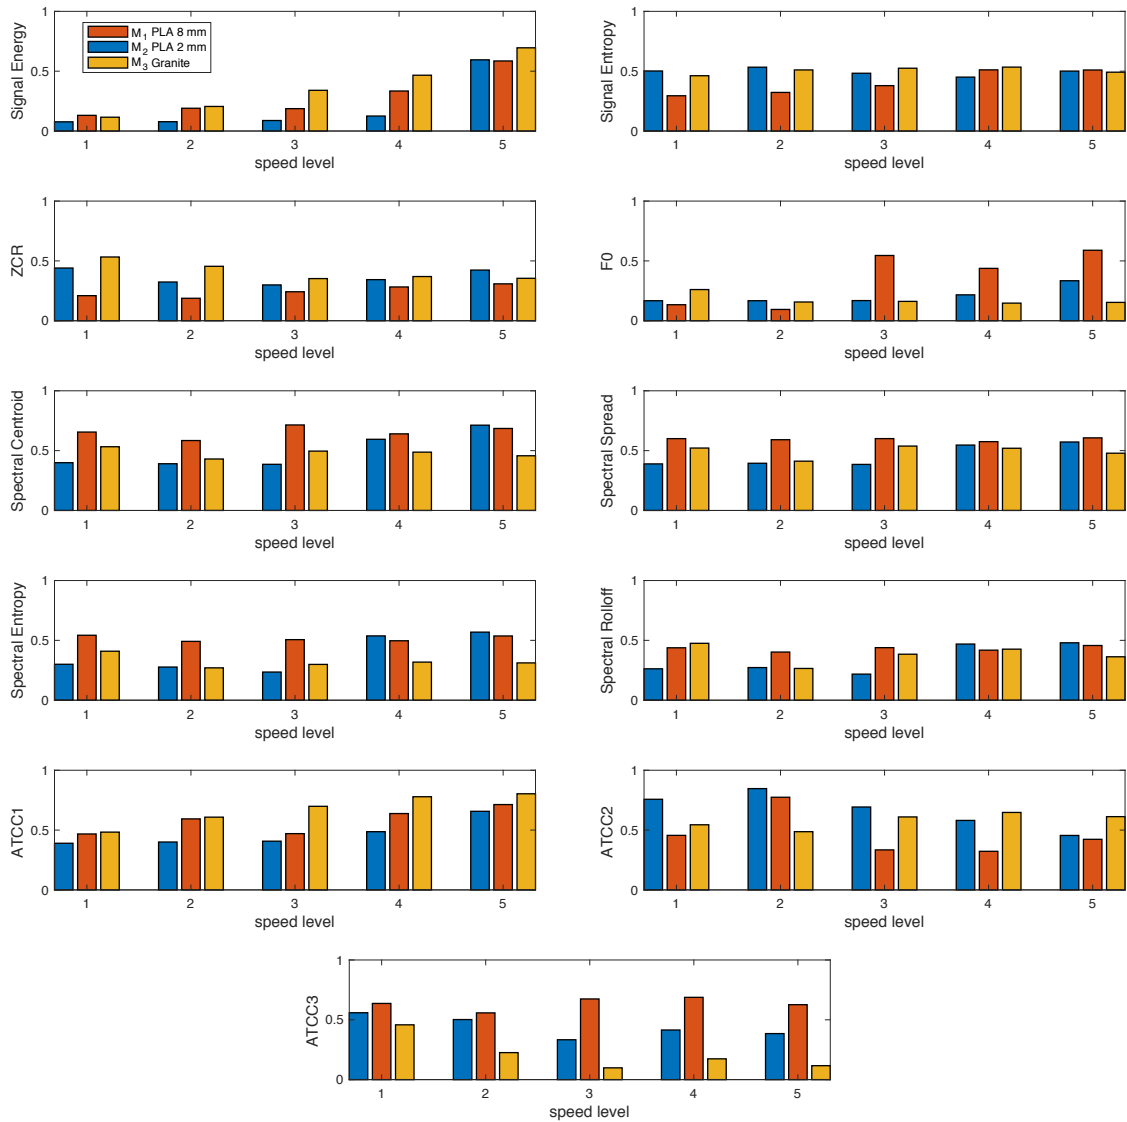 Signal Energy
1
0.5
0
M1 PLA 8 mm
M2 PLA 2 mm
M3 Granite
1 2 3 4 5
speed level
Signal Entropy
1
0.5
0
1 2 3 4 5
speed level
ZCR
1
0.5
0
1 2 3 4 5
speed level
F0
1
0.5
0
1 2 3 4 5
speed level
Spectral Centroid
1
0.5
0
1 2 3 4 5
speed level
Spectral Spread
1
0.5
0
1 2 3 4 5
speed level
Spectral Entropy
1
0.5
0
1 2 3 4 5
speed level
Spectral Rolloff
1
0.5
0
1 2 3 4 5
speed level
ATCC1
1
0.5
0
1 2 3 4 5
speed level
ATCC2
1
0.5
0
1 2 3 4 5
speed level
ATCC3
1
0.5
0
1 2 3 4 5
speed level